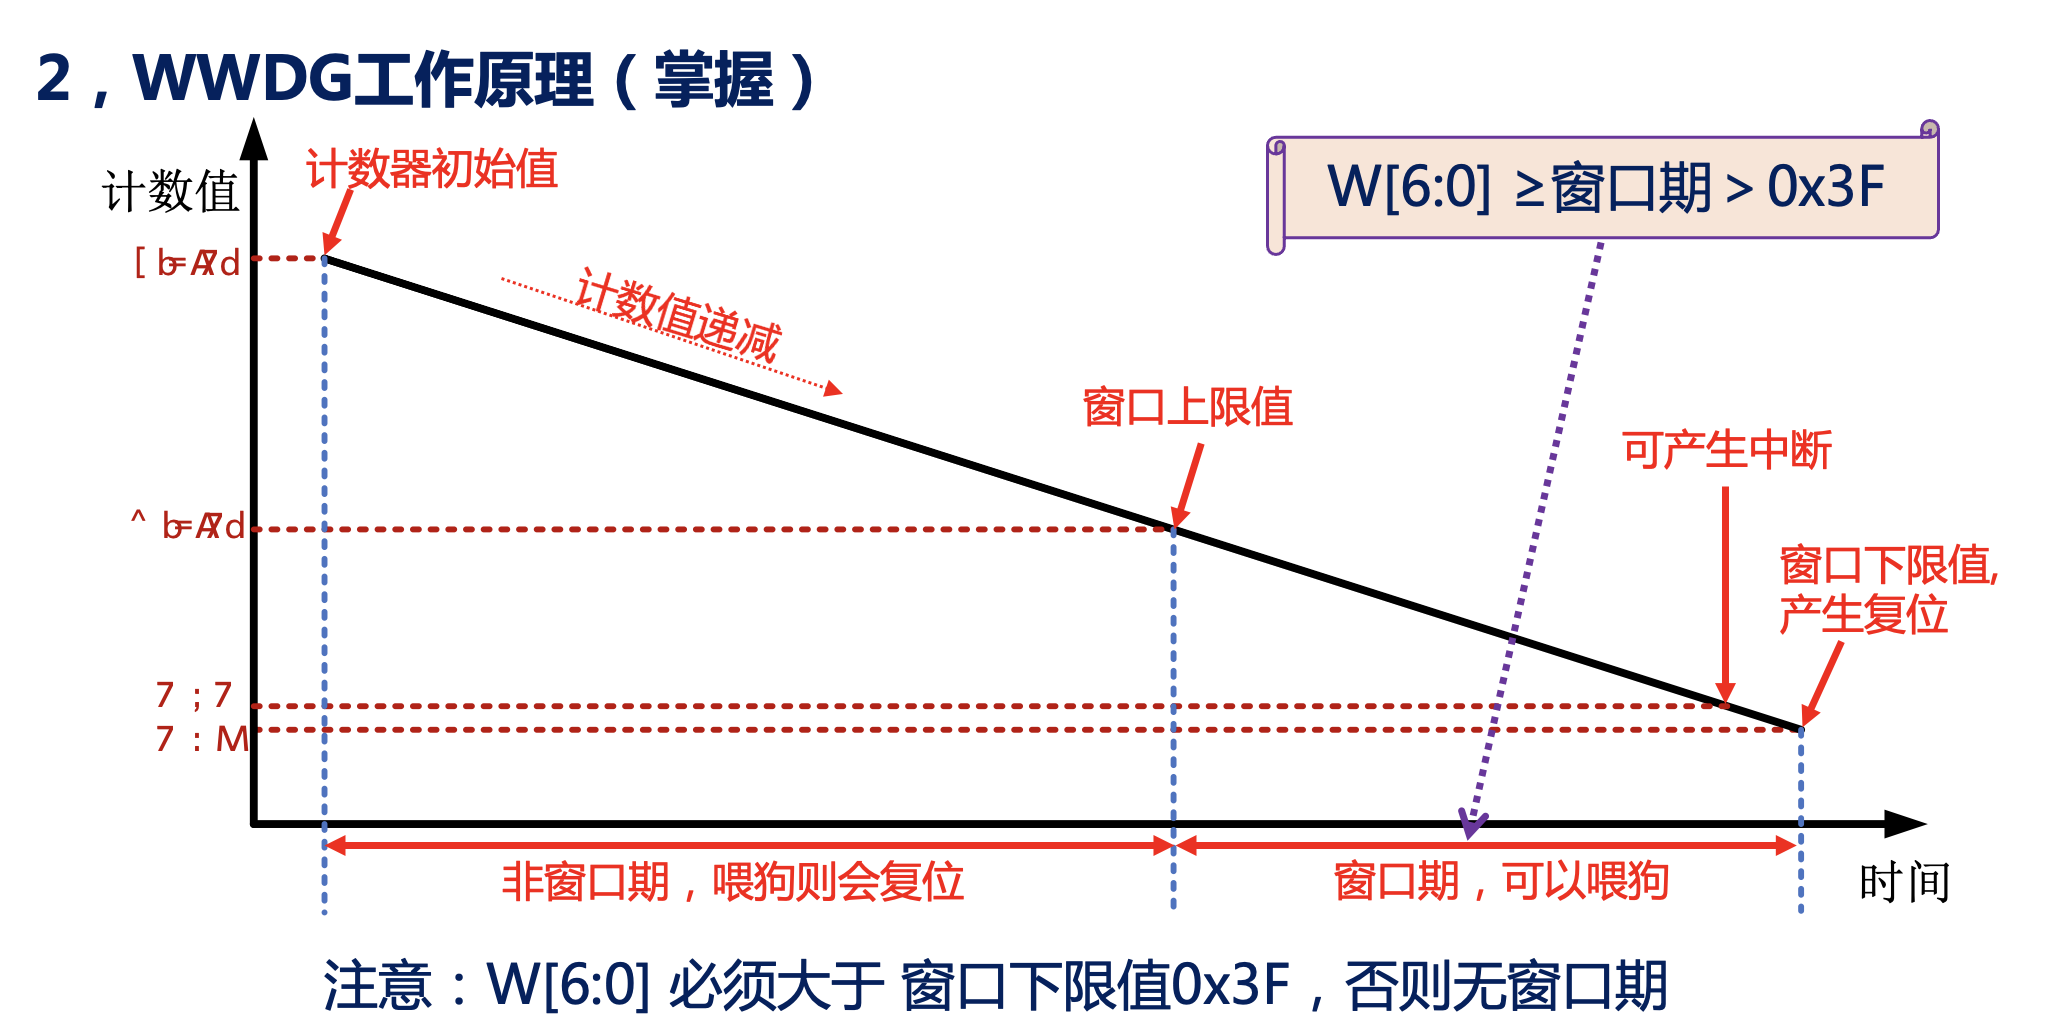 2，WWDG工作原理（掌握）
计数值
计数器初始值
W[6:0] ≥窗口期＞0x3F
计数值递减
窗口上限值
可产生中断
窗口下限值,
产生复位
7 ; 7
7 : M
非窗口期，喂狗则会复位
窗口期，可以喂狗
时间
注意：W[6:0] 必须大于 窗口下限值0x3F，否则无窗口期